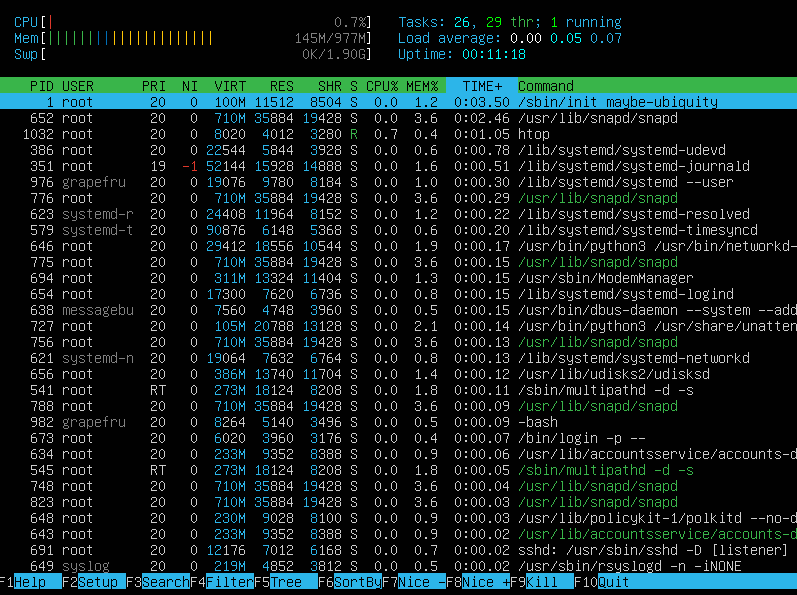 CPU[| 0.7%] Tasks: 26, 29 thr; 1 running
Mem[||||||||||||||||||||| 145M/977M] Load average: 0.00 0.05 0.07
Swp[ 0K/1.90G] Uptime: 00:11:18
PID USER PRI NI VIRT RES SHR S CPU% MEM% TIME+ Command
1 root 20 0 100M 11512 8504 S 0.0 1.2 0:03.50 /sbin/init maybe-ubiquity
652 root 20 0 710M 35884 19428 S 0.0 3.6 0:02.46 /usr/lib/snapd/snapd
1032 root 20 0 8020 4012 3280 R 0.7 0.4 0:01.05 htop
386 root 20 0 22544 5844 3928 S 0.0 0.6 0:00.78 /lib/systemd/systemd-udevd
351 root 19 -1 52144 15928 14888 S 0.0 1.6 0:00.51 /lib/systemd/systemd-journald
976 grapefru 20 0 19076 9780 8184 S 0.0 1.0 0:00.30 /lib/systemd/systemd --user
776 root 20 0 710M 35884 19428 S 0.0 3.6 0:00.29 /usr/lib/snapd/snapd
623 systemd-r 20 0 24408 11964 8152 S 0.0 1.2 0:00.22 /lib/systemd/systemd-resolved
579 systemd-t 20 0 90876 6148 5368 S 0.0 0.6 0:00.20 /lib/systemd/systemd-timesyncd
646 root 20 0 29412 18556 10544 S 0.0 1.9 0:00.17 /usr/bin/python3 /usr/bin/networkd-
775 root 20 0 710M 35884 19428 S 0.0 3.6 0:00.16 /usr/lib/snapd/snapd
694 root 20 0 311M 13324 11404 S 0.0 1.3 0:00.15 /usr/sbin/ModemManager
654 root 20 0 17300 7620 6736 S 0.0 0.8 0:00.15 /lib/systemd/systemd-logind
638 messagebu 20 0 7560 4748 3960 S 0.0 0.5 0:00.15 /usr/bin/dbus-daemon --system --add
727 root 20 0 105M 20788 13128 S 0.0 2.1 0:00.14 /usr/bin/python3 /usr/share/unatten
756 root 20 0 710M 35884 19428 S 0.0 3.6 0:00.13 /usr/lib/snapd/snapd
621 systemd-n 20 0 19064 7632 6764 S 0.0 0.8 0:00.13 /lib/systemd/systemd-networkd
656 root 20 0 386M 13740 11704 S 0.0 1.4 0:00.12 /usr/lib/udisks2/udisksd
541 root RT 0 273M 18124 8208 S 0.0 1.8 0:00.11 /sbin/multipathd -d -s
788 root 20 0 710M 35884 19428 S 0.0 3.6 0:00.09 /usr/lib/snapd/snapd
982 grapefru 20 0 8264 5140 3496 S 0.0 0.5 0:00.09 -bash
673 root 20 0 6020 3960 3176 S 0.0 0.4 0:00.07 /bin/login -p --
634 root 20 0 233M 9352 8388 S 0.0 0.9 0:00.06 /usr/lib/accountsservice/accounts-d
545 root RT 0 273M 18124 8208 S 0.0 1.8 0:00.05 /sbin/multipathd -d -s
748 root 20 0 710M 35884 19428 S 0.0 3.6 0:00.04 /usr/lib/snapd/snapd
823 root 20 0 710M 35884 19428 S 0.0 3.6 0:00.03 /usr/lib/snapd/snapd
648 root 20 0 230M 9028 8100 S 0.0 0.9 0:00.03 /usr/lib/policykit-1/polkitd --no-d
643 root 20 0 233M 9352 8388 S 0.0 0.9 0:00.02 /usr/lib/accountsservice/accounts-d
691 root 20 0 12176 7012 6168 S 0.0 0.7 0:00.02 sshd: /usr/sbin/sshd -D [listener]
649 syslog 20 0 219M 4852 3812 S 0.0 0.5 0:00.02 /usr/sbin/rsyslogd -n -iNONE
F1Help F2Setup F3SearchF4FilterF5Tree F6SortByF7Nice -F8Nice +F9Kill F10Quit